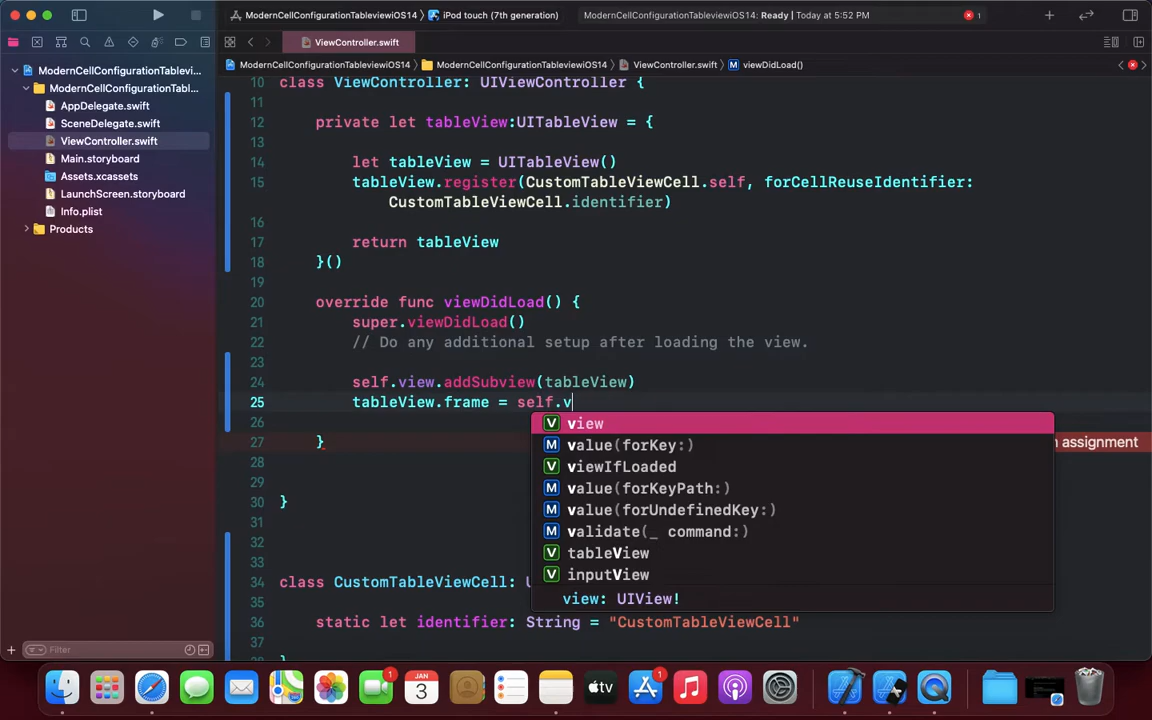 ModernCellConfigurationTableviewiOS14 〉 iPod touch (7th generation)
ModernCellConfigurationTableviewiOS14: Ready | Today at 5:52 PM
1
ViewController.swift
ModernCellConfigurationTablevi...
ModernCellConfigurationTabl...
AppDelegate.swift
SceneDelegate.swift
ViewController.swift
Main.storyboard
Assets.xcassets
LaunchScreen.storyboard
Info.plist
Products
Filter
ModernCellConfigurationTableviewiOS14 〉 ModernCellConfigurationTableviewiOS14 〉 ViewController.swift 〉 M viewDidLoad()
10 class ViewController: UIViewController {
11
12 private let tableView:UITableView = {
13
14 let tableView = UITableView()
15 tableView.register(CustomTableViewCell.self, forCellReuseIdentifier:
CustomTableViewCell.identifier)
16
17 return tableView
18 }()
19
20 override func viewDidLoad() {
21 super.viewDidLoad()
22 // Do any additional setup after loading the view.
23
24 self.view.addSubview(tableView)
25 tableView.frame = self.v
26
27 }
assignment
28
29
30 }
31
32
33
34 class CustomTableViewCell:
35
36 static let identifier: String = "CustomTableViewCell"
37
V view
M value(forKey:)
V viewIfLoaded
M value(forKeyPath:)
M value(forUndefinedKey:)
M validate(_ command:)
V tableView
V inputView
view: UIView!
1
JAN
3
tv
1